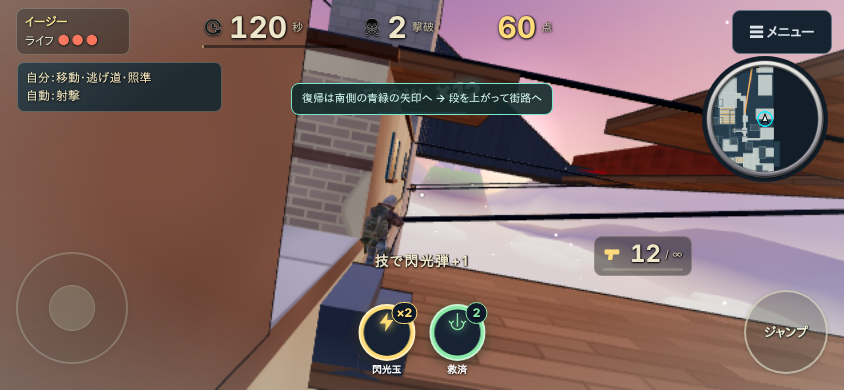 イージー
ライフ
120 秒
2 撃破
60 点
メニュー
自分:移動・逃げ道・照準
自動:射撃
復帰は南側の青緑の矢印へ → 段を上がって街路へ
技で閃光弾+1
12 / ∞
×2
2
閃光玉
救済
ジャンプ